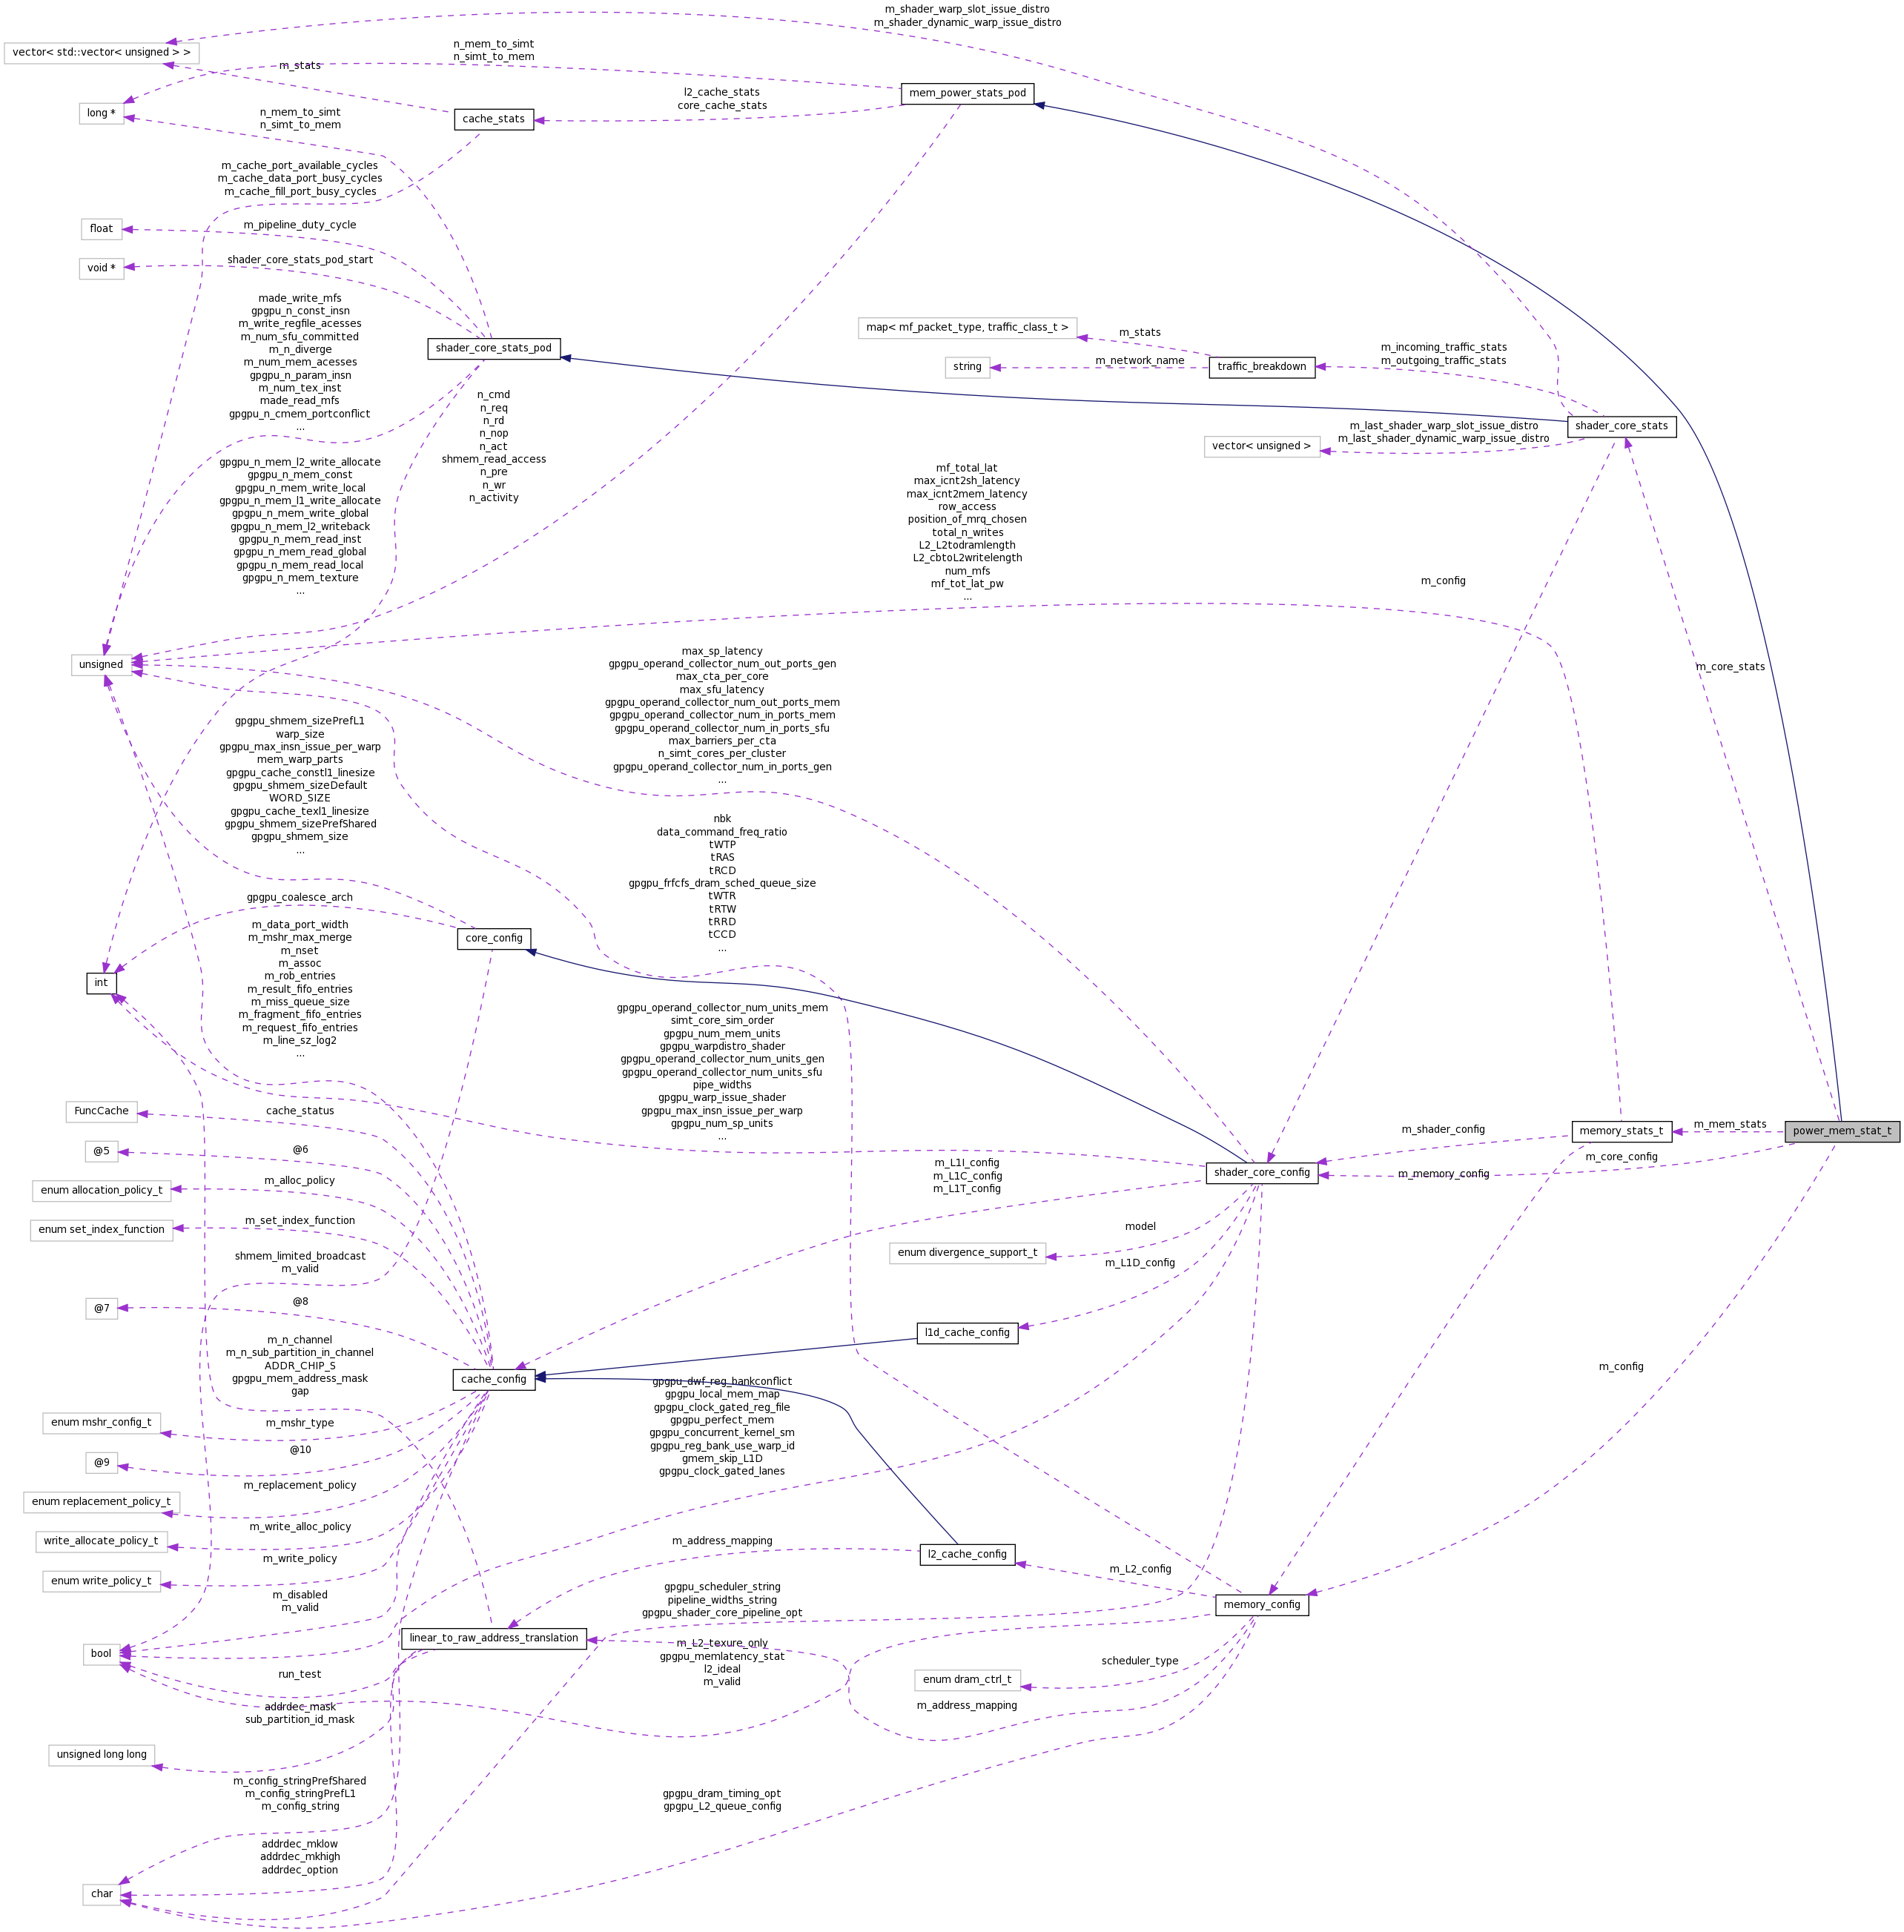 m_shader_warp_slot_issue_distro
m_shader_dynamic_warp_issue_distro
vector< std::vector< unsigned > >
n_mem_to_simt
n_simt_to_mem
m_stats
mem_power_stats_pod
l2_cache_stats
core_cache_stats
long *
cache_stats
n_mem_to_simt
n_simt_to_mem
m_cache_port_available_cycles
m_cache_data_port_busy_cycles
m_cache_fill_port_busy_cycles
float
m_pipeline_duty_cycle
void *
shader_core_stats_pod_start
made_write_mfs
gpgpu_n_const_insn
m_write_regfile_acesses
m_num_sfu_committed
m_n_diverge
m_num_mem_acesses
gpgpu_n_param_insn
m_num_tex_inst
made_read_mfs
gpgpu_n_cmem_portconflict
...
shader_core_stats_pod
map< mf_packet_type, traffic_class_t >
m_stats
string
m_network_name
traffic_breakdown
m_incoming_traffic_stats
m_outgoing_traffic_stats
shader_core_stats
vector< unsigned >
m_last_shader_warp_slot_issue_distro
m_last_shader_dynamic_warp_issue_distro
n_cmd
n_req
n_rd
n_nop
n_act
shmem_read_access
n_pre
n_wr
n_activity
gpgpu_n_mem_l2_write_allocate
gpgpu_n_mem_const
gpgpu_n_mem_write_local
gpgpu_n_mem_l1_write_allocate
gpgpu_n_mem_write_global
gpgpu_n_mem_l2_writeback
gpgpu_n_mem_read_inst
gpgpu_n_mem_read_global
gpgpu_n_mem_read_local
gpgpu_n_mem_texture
...
mf_total_lat
max_icnt2sh_latency
max_icnt2mem_latency
row_access
position_of_mrq_chosen
total_n_writes
L2_L2todramlength
L2_cbtoL2writelength
num_mfs
mf_tot_lat_pw
...
m_config
unsigned
m_core_stats
max_sp_latency
gpgpu_operand_collector_num_out_ports_gen
max_cta_per_core
max_sfu_latency
gpgpu_operand_collector_num_out_ports_mem
gpgpu_operand_collector_num_in_ports_mem
gpgpu_operand_collector_num_in_ports_sfu
max_barriers_per_cta
n_simt_cores_per_cluster
gpgpu_operand_collector_num_in_ports_gen
...
gpgpu_shmem_sizePrefL1
warp_size
gpgpu_max_insn_issue_per_warp
mem_warp_parts
gpgpu_cache_constl1_linesize
gpgpu_shmem_sizeDefault
WORD_SIZE
gpgpu_cache_texl1_linesize
gpgpu_shmem_sizePrefShared
gpgpu_shmem_size
...
nbk
data_command_freq_ratio
tWTP
tRAS
tRCD
gpgpu_frfcfs_dram_sched_queue_size
tWTR
tRTW
tRRD
tCCD
...
gpgpu_coalesce_arch
core_config
int
m_data_port_width
m_mshr_max_merge
m_nset
m_assoc
m_rob_entries
m_result_fifo_entries
m_miss_queue_size
m_fragment_fifo_entries
m_request_fifo_entries
m_line_sz_log2
...
gpgpu_operand_collector_num_units_mem
simt_core_sim_order
gpgpu_num_mem_units
gpgpu_warpdistro_shader
gpgpu_operand_collector_num_units_gen
gpgpu_operand_collector_num_units_sfu
pipe_widths
gpgpu_warp_issue_shader
gpgpu_max_insn_issue_per_warp
gpgpu_num_sp_units
...
FuncCache
cache_status
@5
@6
enum allocation_policy_t
m_alloc_policy
enum set_index_function
m_set_index_function
m_shader_config
memory_stats_t
m_mem_stats
power_mem_stat_t
m_core_config
m_memory_config
shader_core_config
m_L1I_config
m_L1C_config
m_L1T_config
model
enum divergence_support_t
m_L1D_config
shmem_limited_broadcast
m_valid
@7
@8
l1d_cache_config
m_n_channel
m_n_sub_partition_in_channel
ADDR_CHIP_S
gpgpu_mem_address_mask
gap
cache_config
m_config
gpgpu_dwf_reg_bankconflict
gpgpu_local_mem_map
gpgpu_clock_gated_reg_file
gpgpu_perfect_mem
gpgpu_concurrent_kernel_sm
gpgpu_reg_bank_use_warp_id
gmem_skip_L1D
gpgpu_clock_gated_lanes
enum mshr_config_t
m_mshr_type
@9
@10
enum replacement_policy_t
m_replacement_policy
write_allocate_policy_t
m_write_alloc_policy
enum write_policy_t
m_write_policy
m_address_mapping
l2_cache_config
m_L2_config
memory_config
m_disabled
m_valid
gpgpu_scheduler_string
pipeline_widths_string
gpgpu_shader_core_pipeline_opt
linear_to_raw_address_translation
bool
run_test
m_L2_texure_only
gpgpu_memlatency_stat
l2_ideal
m_valid
scheduler_type
enum dram_ctrl_t
m_address_mapping
addrdec_mask
sub_partition_id_mask
unsigned long long
m_config_stringPrefShared
m_config_stringPrefL1
m_config_string
gpgpu_dram_timing_opt
gpgpu_L2_queue_config
addrdec_mklow
addrdec_mkhigh
addrdec_option
char